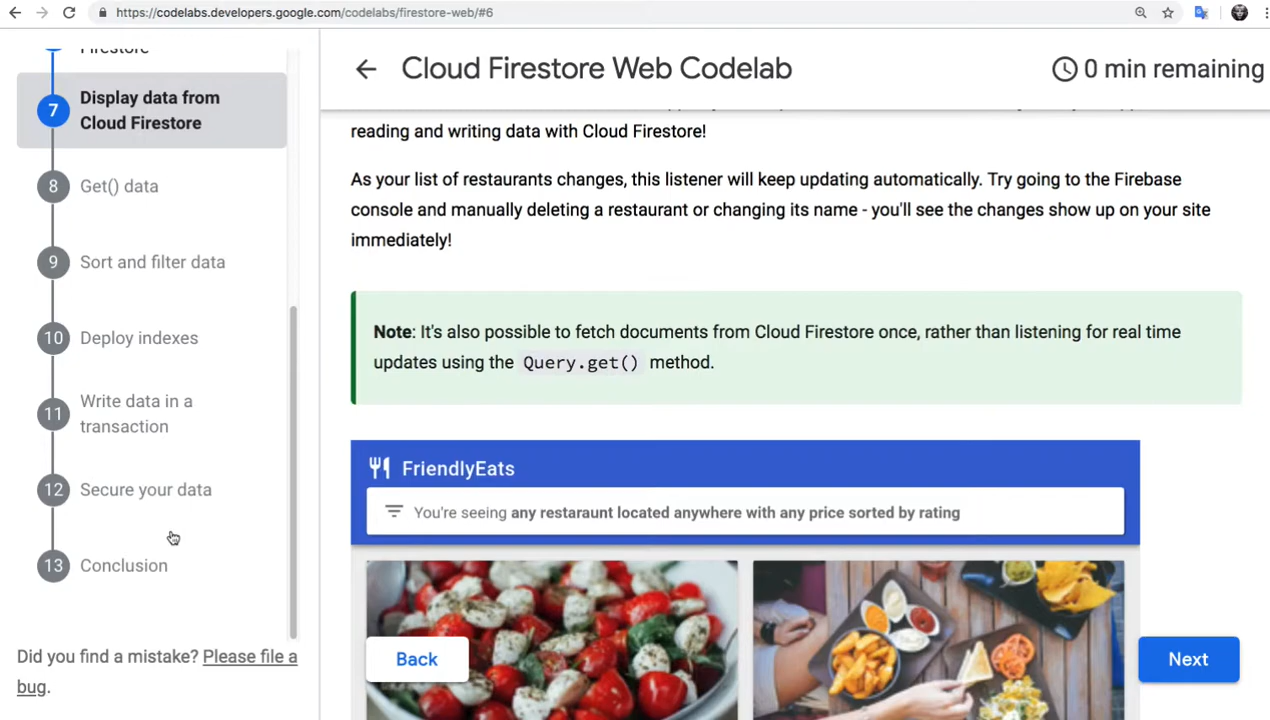 https://codelabs.developers.google.com/codelabs/firestore-web/#6
Firestore
7
Display data from
Cloud Firestore
8
Get() data
9
Sort and filter data
10
Deploy indexes
11
Write data in a
transaction
12
Secure your data
13
Conclusion
Did you find a mistake? Please file a
bug.
Cloud Firestore Web Codelab
0 min remaining
reading and writing data with Cloud Firestore!
As your list of restaurants changes, this listener will keep updating automatically. Try going to the Firebase
console and manually deleting a restaurant or changing its name - you'll see the changes show up on your site
immediately!
Note: It's also possible to fetch documents from Cloud Firestore once, rather than listening for real time
updates using the Query.get() method.
FriendlyEats
You're seeing any restaraunt located anywhere with any price sorted by rating
Back
Next